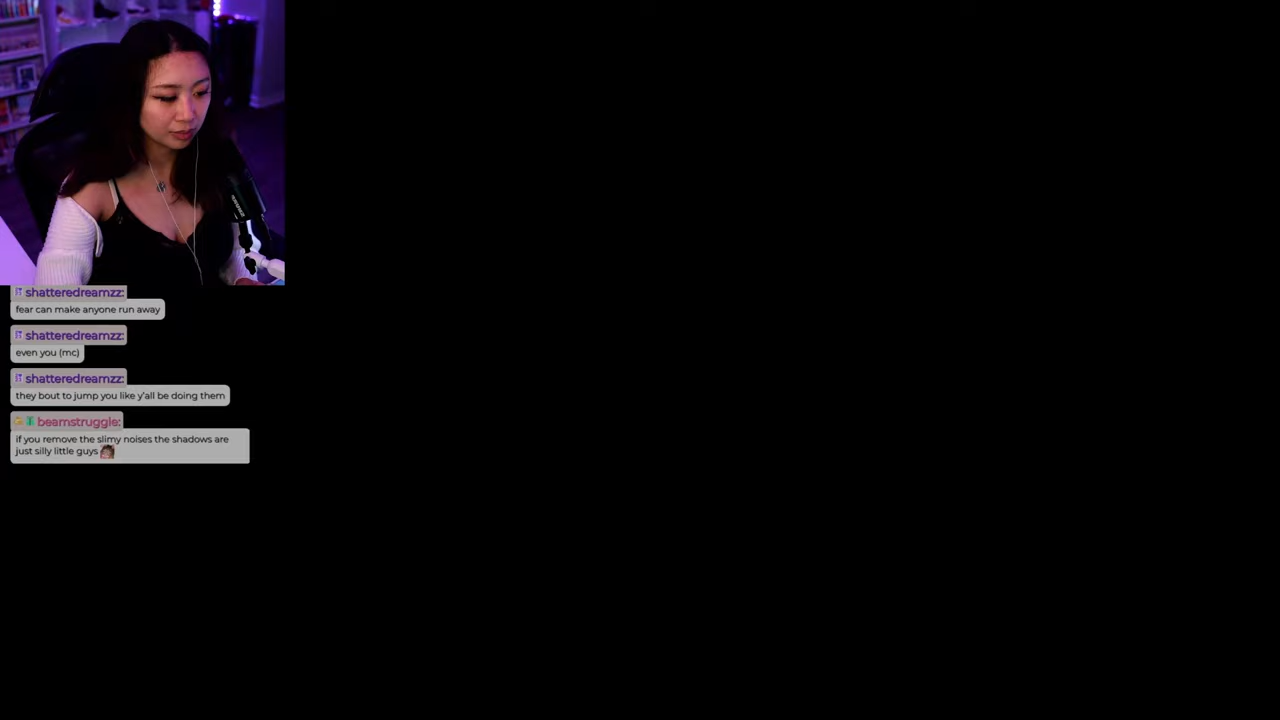 shatteredreamzz:
fear can make anyone run away
shatteredreamzz:
even you (mc)
shatteredreamzz:
they bout to jump you like y'all be doing them
beamstruggle:
if you remove the slimy noises the shadows are
just silly little guys